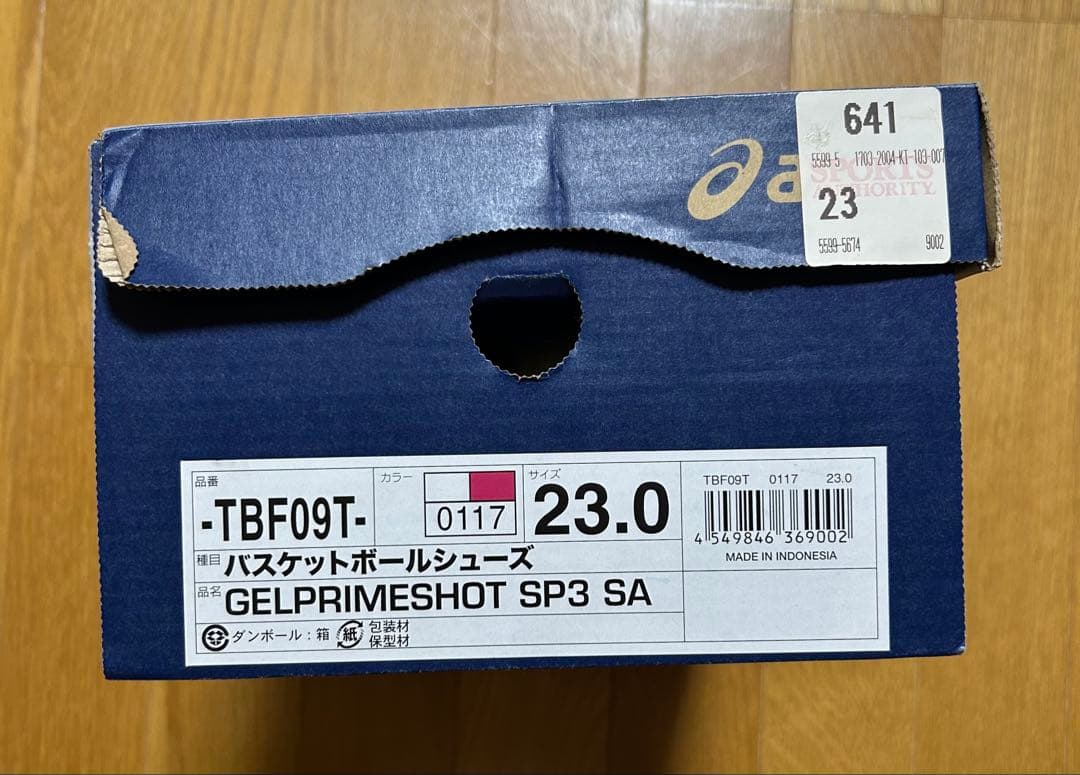 a
641
5599 5 1703-2004-KT-103-007
SPORTS
AUTHORITY
23
5599-5674 9002
品番
-TBF09T-
カラー
0117
サイズ
23.0
種目 バスケットボールシューズ
品名 GELPRIMESHOT SP3 SA
ダンボール : 箱 紙 包装材
保型材
TBF09T 0117 23.0
4 549846 369002
MADE IN INDONESIA